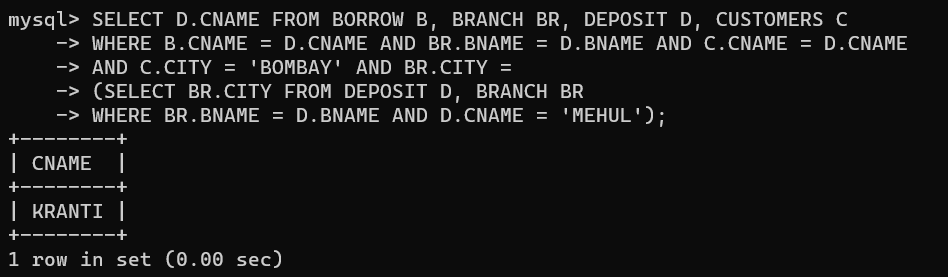 mysql> SELECT D.CNAME FROM BORROW B, BRANCH BR, DEPOSIT D, CUSTOMERS C
    -> WHERE B.CNAME = D.CNAME AND BR.BNAME = D.BNAME AND C.CNAME = D.CNAME
    -> AND C.CITY = 'BOMBAY' AND BR.CITY =
    -> (SELECT BR.CITY FROM DEPOSIT D, BRANCH BR
    -> WHERE BR.BNAME = D.BNAME AND D.CNAME = 'MEHUL');
+--------+
| CNAME  |
+--------+
| KRANTI |
+--------+
1 row in set (0.00 sec)